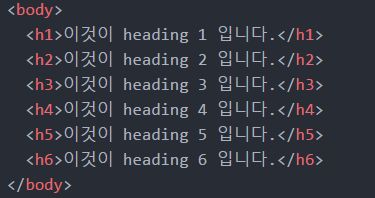 <body>
<h1>이것이 heading 1 입니다.</h1>
<h2>이것이 heading 2 입니다.</h2>
<h3>이것이 heading 3 입니다.</h3>
<h4>이것이 heading 4 입니다.</h4>
<h5>이것이 heading 5 입니다.</h5>
<h6>이것이 heading 6 입니다.</h6>
</body>